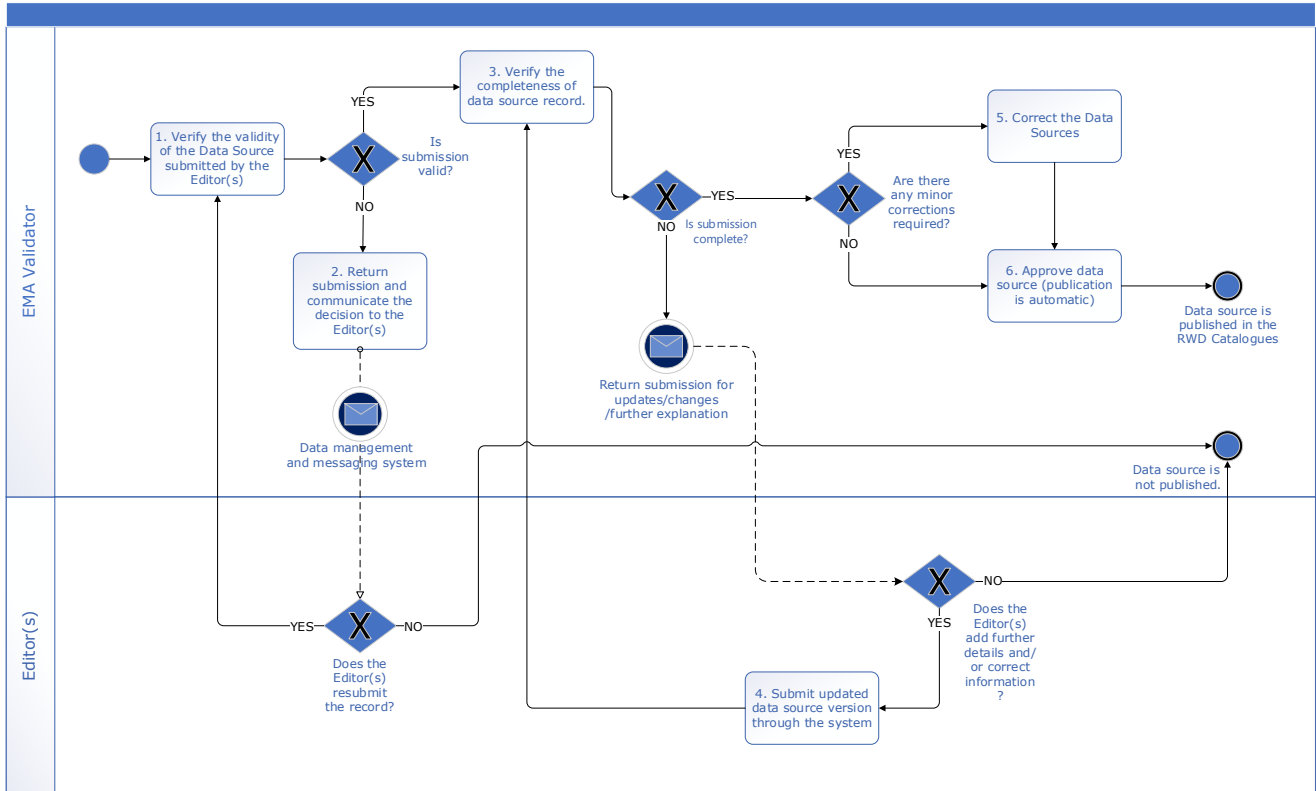 EMA Validator
1. Verify the validity
of the Data Source
submitted by the
Editor(s)
YES
Is
submission
valid?
NO
2. Return
submission and
communicate the
decision to the
Editor(s)
Data management
and messaging system
3. Verify the
completeness of
data source record.
YES
NO
Is submission
complete?
Return submission for
updates/changes
/further explanation
YES
Are there
any minor
corrections
required?
NO
5. Correct the Data
Sources
6. Approve data
source (publication
is automatic)
Data source is
published in the
RWD Catalogues
Data source is
not published.
Editor(s)
YES
NO
Does the
Editor(s)
resubmit
the record?
NO
YES
Does the
Editor(s)
add further
details and/
or correct
information
?
4. Submit updated
data source version
through the system